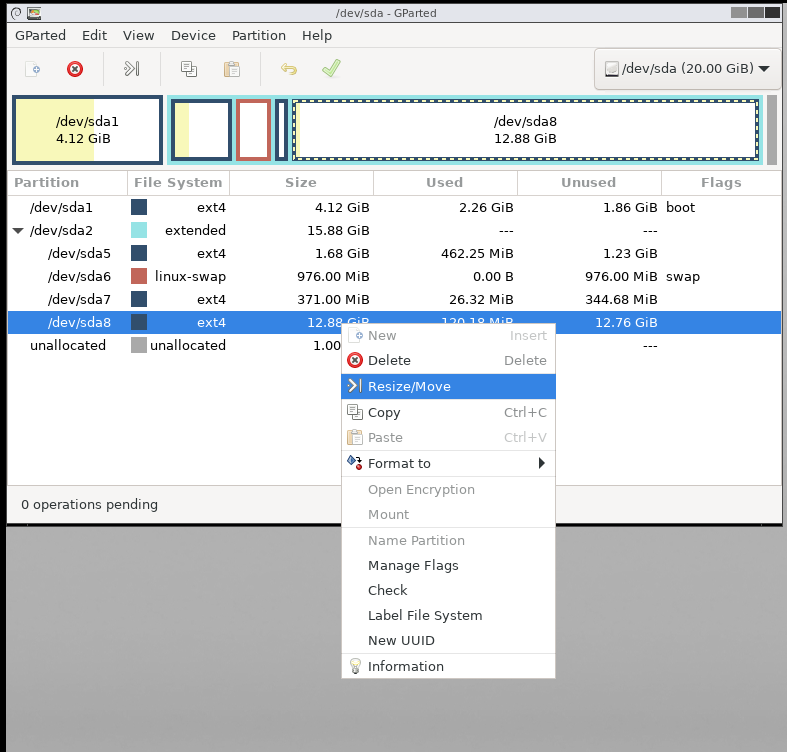 /dev/sda - GParted
GParted Edit View Device Partition Help
/dev/sda (20.00 GiB)
/dev/sda1
4.12 GiB
/dev/sda8
12.88 GiB
Partition File System Size Used Unused Flags
/dev/sda1 ext4 4.12 GiB 2.26 GiB 1.86 GiB boot
/dev/sda2 extended 15.88 GiB --- ---
/dev/sda5 ext4 1.68 GiB 462.25 MiB 1.23 GiB
/dev/sda6 linux-swap 976.00 MiB 0.00 B 976.00 MiB swap
/dev/sda7 ext4 371.00 MiB 26.32 MiB 344.68 MiB
/dev/sda8 ext4 12.88 GiB 120.18 MiB 12.76 GiB
unallocated unallocated 1.00 ---
New Insert
Delete Delete
Resize/Move
Copy Ctrl+C
Paste Ctrl+V
Format to
Open Encryption
Mount
Name Partition
Manage Flags
Check
Label File System
New UUID
Information
0 operations pending